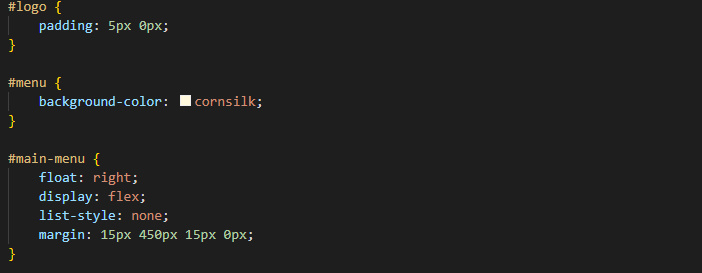 #logo {
padding: 5px 0px;
}
#menu {
background-color: cornsilk;
}
#main-menu {
float: right;
display: flex;
list-style: none;
margin: 15px 450px 15px 0px;
}